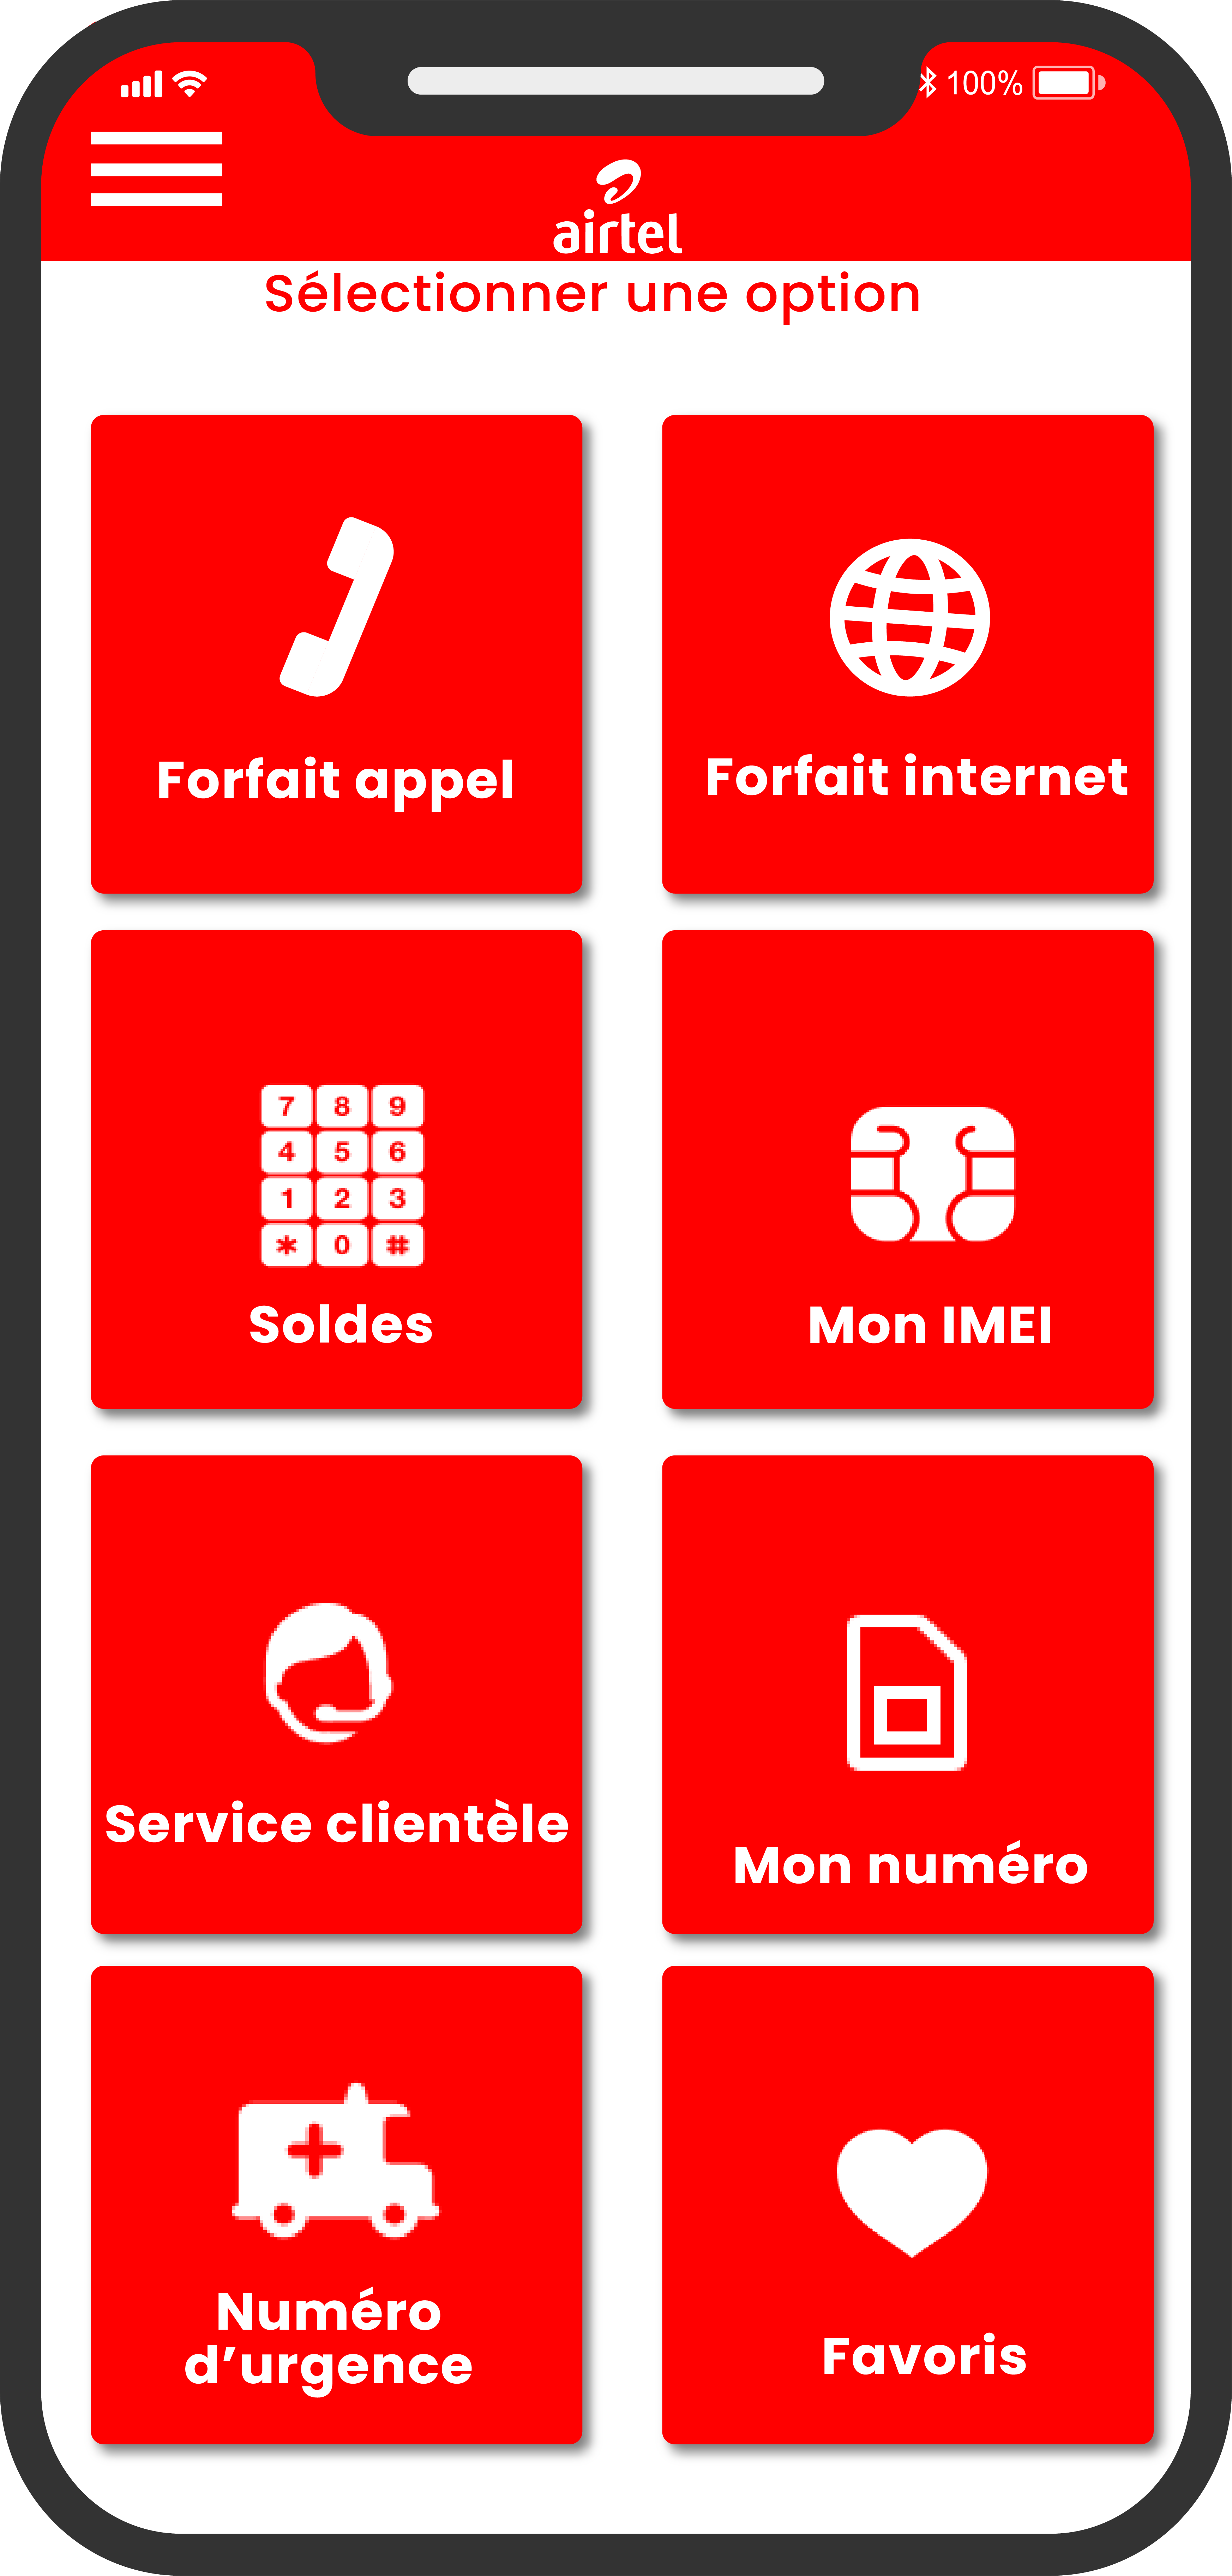 100%
airtel
Sélectionner une option
Forfait appel
Forfait internet
7 8 9
4 5 6
1 2 3
* 0 #
Soldes
Mon IMEI
Service clientèle
Mon numéro
Numéro
d’urgence
Favoris